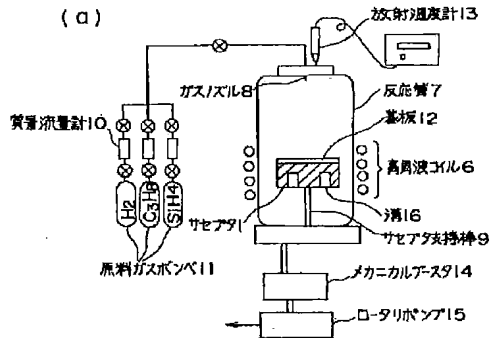 (a)
放射温度計13
ガスノズル8
反応管7
質量流量計10
基板12
高周波コイル6
H2
C3H8
SiH4
サセプタ1
溝16
サセプタ支持棒9
原料ガスボンベ11
メカニカルブースタ14
ロータリポンプ15